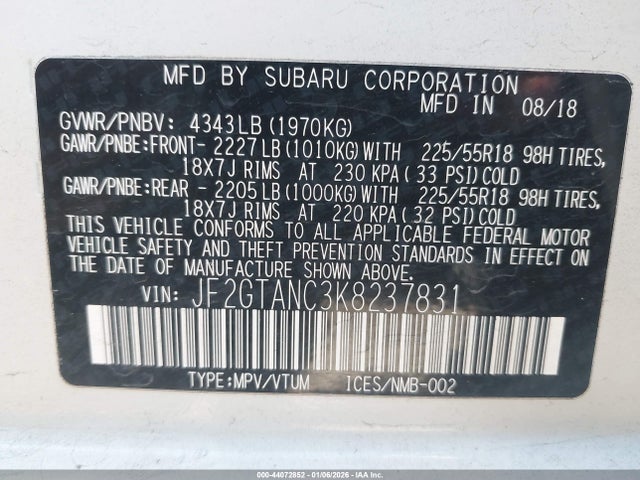 MFD BY SUBARU CORPORATION
MFD IN 08/18
GVWR/PNBV: 4343LB (1970KG)
GAWR/PNBE:FRONT- 2227LB(1010KG)WITH 225/55R18 98H TIRES,
18X7J RIMS AT 230 KPA(33 PSI)COLD
GAWR/PNBE:REAR - 2205LB(1000KG)WITH 225/55R18 98H TIRES,
18X7J RIMS AT 220 KPA(32 PSI)COLD
THIS VEHICLE CONFORMS TO ALL APPLICABLE FEDERAL MOTOR
VEHICLE SAFETY AND THEFT PREVENTION STANDARDS IN EFFECT ON
THE DATE OF MANUFACTURE SHOWN ABOVE.
VIN: JF2GTANC3K8237831
TYPE:MPV/VTUM ICES/NMB-002
000-44072852 - 01/06/2026 - IAAC